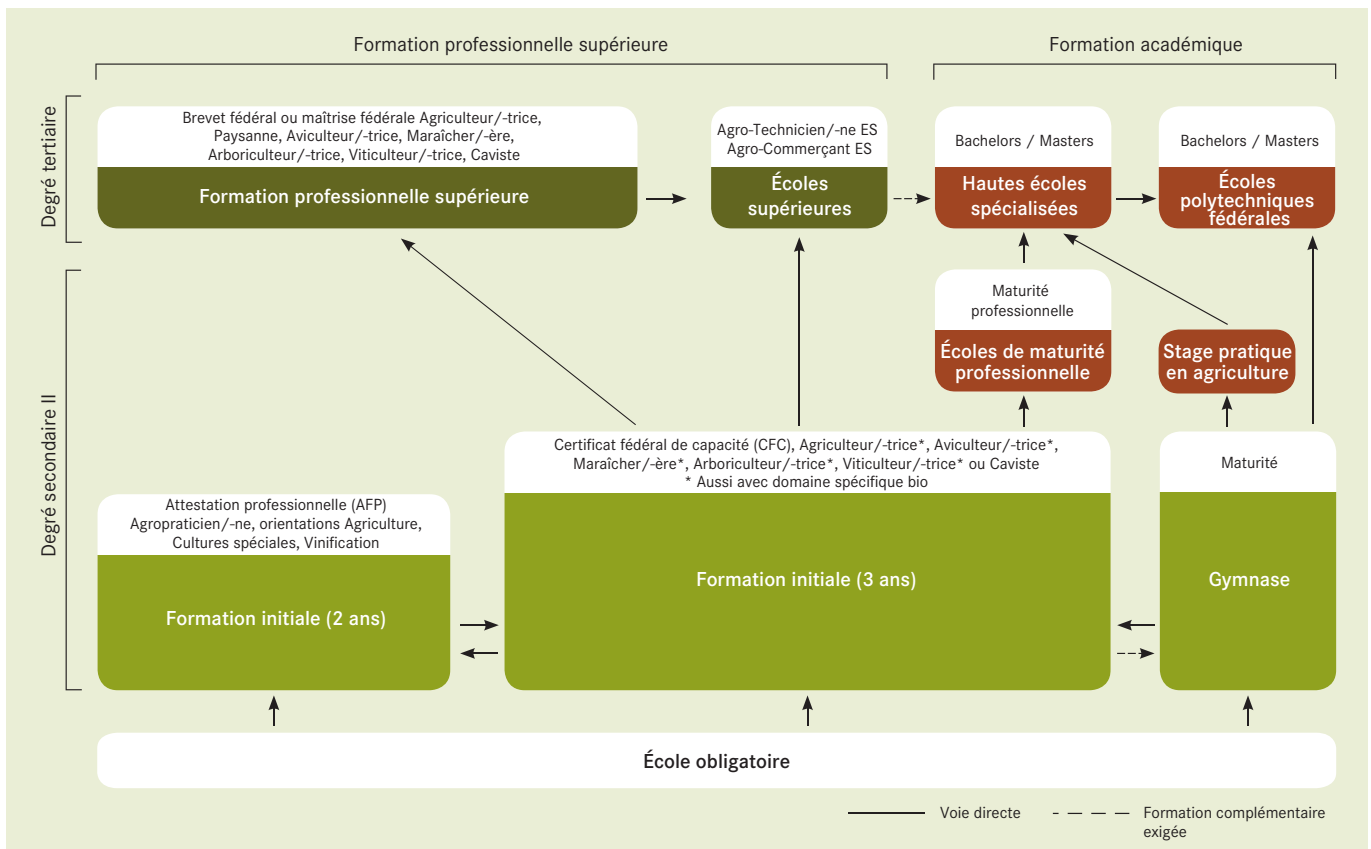 Formation professionnelle supérieure
Formation académique
Degré tertiaire
Brevet fédéral ou maîtrise fédérale Agriculteur/-trice,
Paysanne, Aviculteur/-trice, Maraîcher/-ère,
Arboriculteur/-trice, Viticulteur/-trice, Caviste
Formation professionnelle supérieure
Agro-Technicien/-ne ES
Agro-Commerçant ES
Écoles
supérieures
Bachelors / Masters
Hautes écoles
spécialisées
Bachelors / Masters
Écoles
polytechniques
fédérales
Degré secondaire II
Maturité
professionnelle
Écoles de maturité
professionnelle
Stage pratique
en agriculture
Attestation professionnelle (AFP)
Agropraticien/-ne, orientations Agriculture,
Cultures spéciales, Vinification
Formation initiale (2 ans)
Certificat fédéral de capacité (CFC), Agriculteur/-trice*, Aviculteur/-trice*,
Maraîcher/-ère*, Arboriculteur/-trice*, Viticulteur/-trice* ou Caviste
* Aussi avec domaine spécifique bio
Formation initiale (3 ans)
Maturité
Gymnase
École obligatoire
Voie directe
Formation complémentaire
exigée